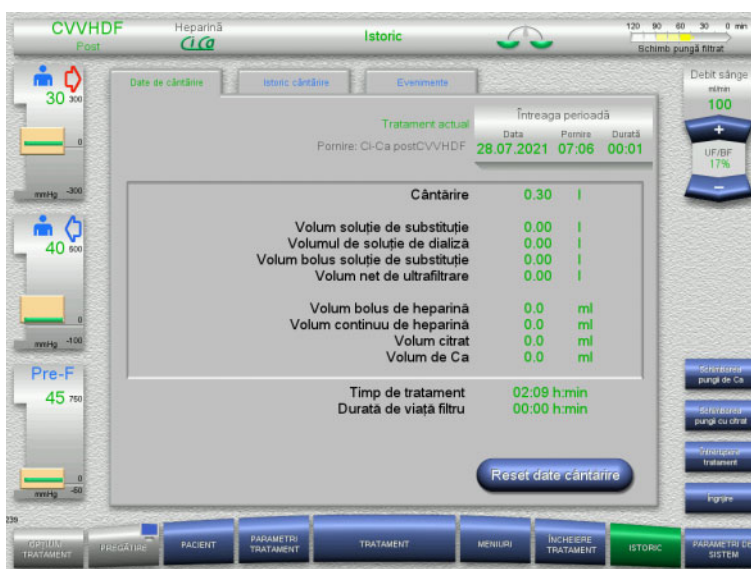 CVVHDF
Post
Heparină
CiCa
Istoric
120 90 60 30 0 min
Schimb pungă filtrat
30 300
0
mmHg -300
40 500
0
mmHg -100
Pre-F
45 750
0
mmHg -50
Date de cântărire
Istoric cântărire
Evenimente
Tratament actual
Pornire: Ci-Ca postCVVHDF
Întreaga perioadă
Data Pornire Durată
28.07.2021 07:06 00:01
Cântărire 0.30 l
Volum soluție de substituție 0.00 l
Volumul de soluție de dializă 0.00 l
Volum bolus soluție de substituție 0.00 l
Volum net de ultrafiltrare 0.00 l
Volum bolus de heparină 0.0 ml
Volum continuu de heparină 0.0 ml
Volum citrat 0.0 ml
Volum de Ca 0.0 ml
Timp de tratament 02:09 h:min
Durată de viață filtru 00:00 h:min
Reset date cântărire
Debit sânge
ml/min
100
+
UF/BF
17%
−
Schimbarea
pungii de Ca
Schimbarea
pungii cu citrat
tratament
Îngrijire
239
OPȚIUNI
TRATAMENT
PREGĂTIRE
PACIENT
PARAMETRI
TRATAMENT
TRATAMENT
MENIURI
ÎNCHEIERE
TRATAMENT
ISTORIC
PARAMETRI DE
SISTEM